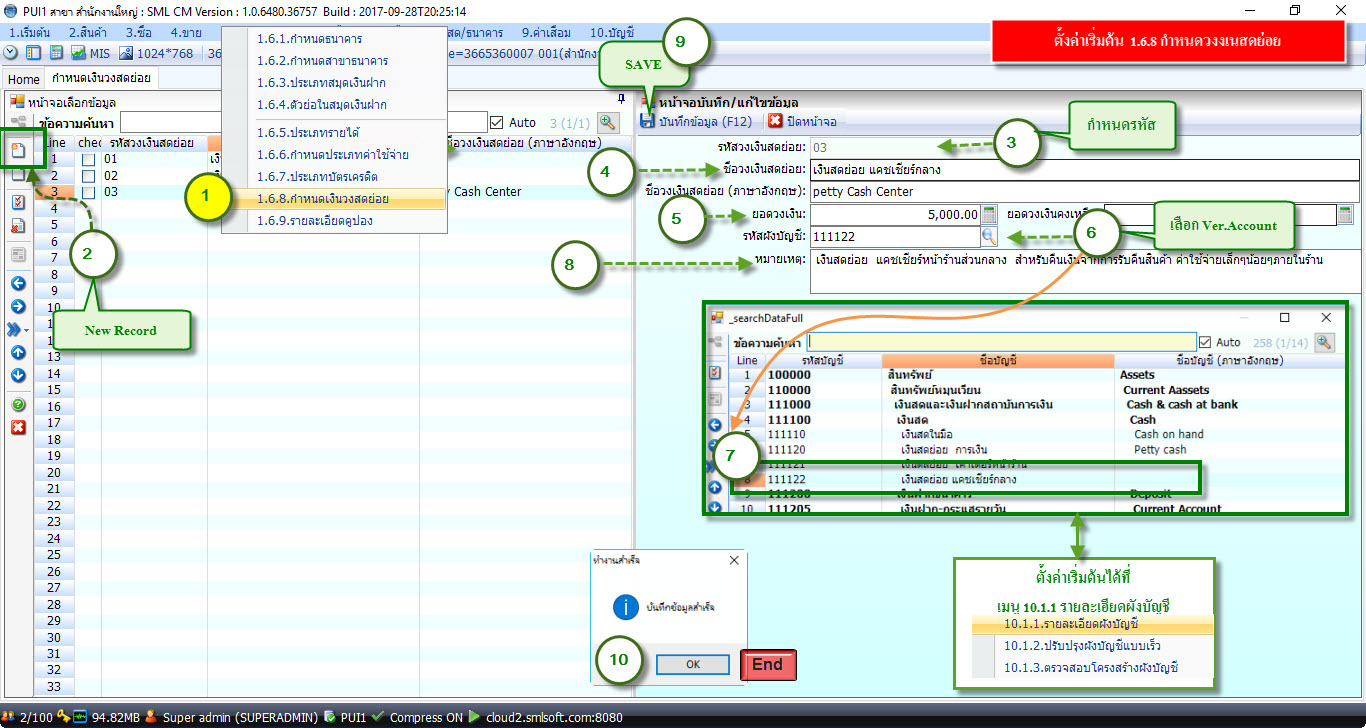 PUI1 สาขา สำนักงานใหญ่ : SML CM Version : 1.0.6480.36757 Build : 2017-09-28T20:25:14
1.เริ่มต้น 2.สินค้า 3.ซื้อ 4.ขาย สด/ธนาคาร 9.ค่าเสื่อม 10.บัญชี
MIS 1024*768 36 e=3665360007 001(สำนักงา
Home กำหนดเงินวงสดย่อย
1.6.1.กำหนดธนาคาร
1.6.2.กำหนดสาขาธนาคาร
1.6.3.ประเภทสมุดเงินฝาก
1.6.4.ตัวย่อในสมุดเงินฝาก
1.6.5.ประเภทรายได้
1.6.6.กำหนดประเภทค่าใช้จ่าย
1.6.7.ประเภทบัตรเครดิต
1.6.8.กำหนดเงินวงสดย่อย
1.6.9.รายละเอียดคูปอง
ตั้งค่าเริ่มต้น 1.6.8 กำหนดวงงเนสดย่อย
SAVE
9
หน้าจอเลือกข้อมูล
ข้อความค้นหา Auto 3 (1/1)
Line chec รหัสวงเงินสดย่อย ชื่อวงเงินสดย่อย (ภาษาอังกฤษ)
1 01 เงิ
2 02
3 03 y Cash Center
4
5
6
7
8
9
10
1
1
13
14
15
16
17
18
19
20
21
22
23
24
25
26
27
28
29
30
31
32
33
1
2
New Record
หน้าจอบันทึก/แก้ไขข้อมูล
บันทึกข้อมูล (F12) ปิดหน้าจอ
รหัสวงเงินสดย่อย: 03
3
กำหนดรหัส
4
ชื่อวงเงินสดย่อย: เงินสดย่อย แคชเชียร์กลาง
ชื่อวงเงินสดย่อย (ภาษาอังกฤษ): petty Cash Center
5
ยอดวงเงิน: 5,000.00 ยอดวงเงินคงเหลื
รหัสผังบัญชี: 111122
6
เลือก Ver.Account
8
หมายเหตุ: เงินสดย่อย แคชเชียร์หน้าร้านส่วนกลาง สำหรับคืนเงินจากการรับคืนสินค้า ค่าใช้จ่ายเล็กๆน้อยๆภายในร้าน
_searchDataFull
ข้อความค้นหา Auto 258 (1/14)
Line รหัสบัญชี ชื่อบัญชี ชื่อบัญชี (ภาษาอังกฤษ)
1 100000 สินทรัพย์ Assets
2 110000 สินทรัพย์หมุนเวียน Current Aassets
3 111000 เงินสดและเงินฝากสถาบันการเงิน Cash & cash at bank
4 111100 เงินสด Cash
5 111110 เงินสดในมือ Cash on hand
111120 เงินสดย่อย การเงิน Petty cash
111121 เงินสดย่อย เคาเตอร์หน้าร้าน
8 111122 เงินสดย่อย แคชเชียร์กลาง
9 111200 เงินฝากธนาคาร Deposit
10 111205 เงินฝาก-กระแสรายวัน Current Account
7
ตั้งค่าเริ่มต้นได้ที่
เมนู 10.1.1 รายละเอียดผังบัญชี
10.1.1.รายละเอียดผังบัญชี
10.1.2.ปรับปรุงผังบัญชีแบบเร็ว
10.1.3.ตรวจสอบโครงสร้างผังบัญชี
ทำงานสำเร็จ
บันทึกข้อมูลสำเร็จ
10
OK
End
2/100 94.82MB Super admin (SUPERADMIN) PUI1 Compress ON cloud2.smlsoft.com:8080